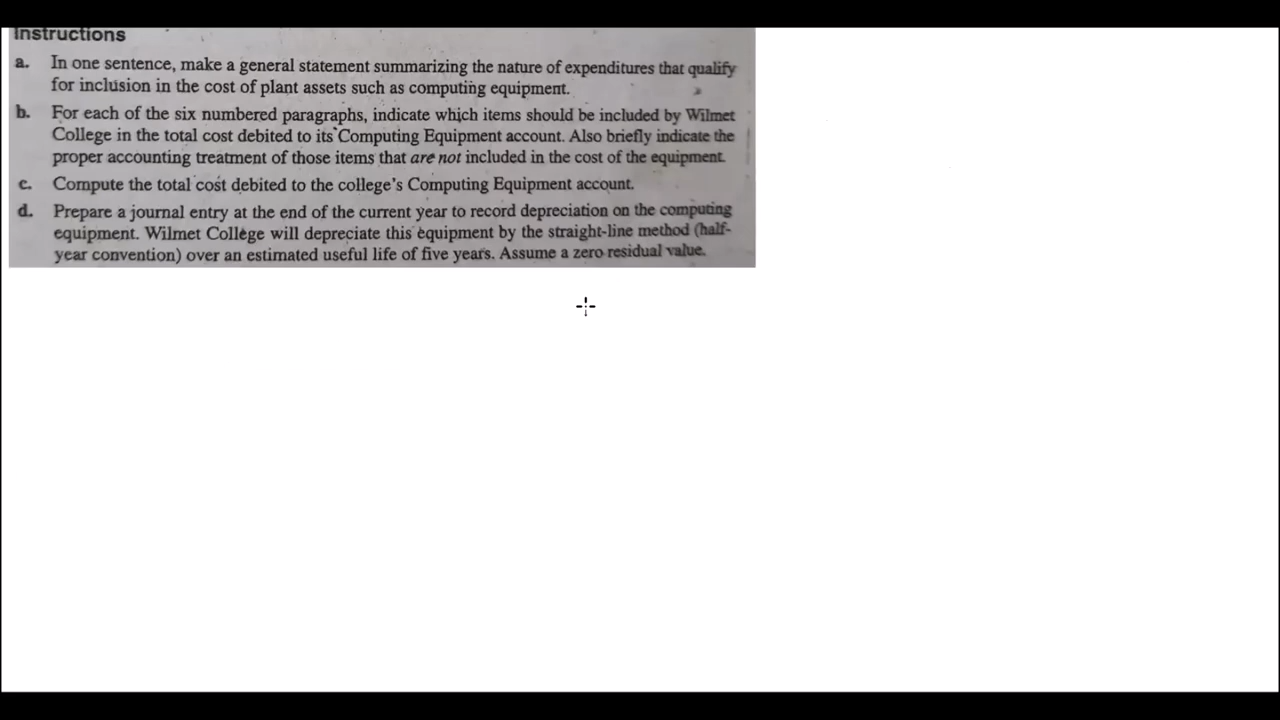 Instructions
a. In one sentence, make a general statement summarizing the nature of expenditures that qualify
for inclusion in the cost of plant assets such as computing equipment.
b. For each of the six numbered paragraphs, indicate which items should be included by Wilmet
College in the total cost debited to its Computing Equipment account. Also briefly indicate the
proper accounting treatment of those items that are not included in the cost of the equipment.
c. Compute the total cost debited to the college's Computing Equipment account.
d. Prepare a journal entry at the end of the current year to record depreciation on the computing
equipment. Wilmet College will depreciate this equipment by the straight-line method (half-
year convention) over an estimated useful life of five years. Assume a zero residual value.